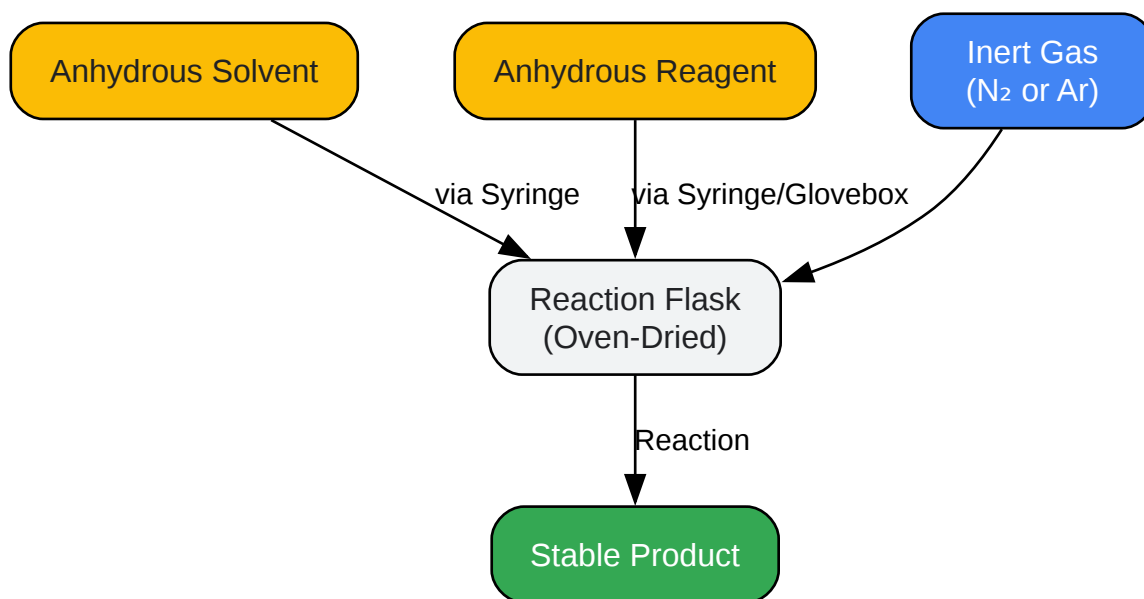 Anhydrous Solvent
Anhydrous Reagent
Inert Gas
(N₂ or Ar)
via Syringe
via Syringe/Glovebox
Reaction Flask
(Oven-Dried)
Reaction
Stable Product